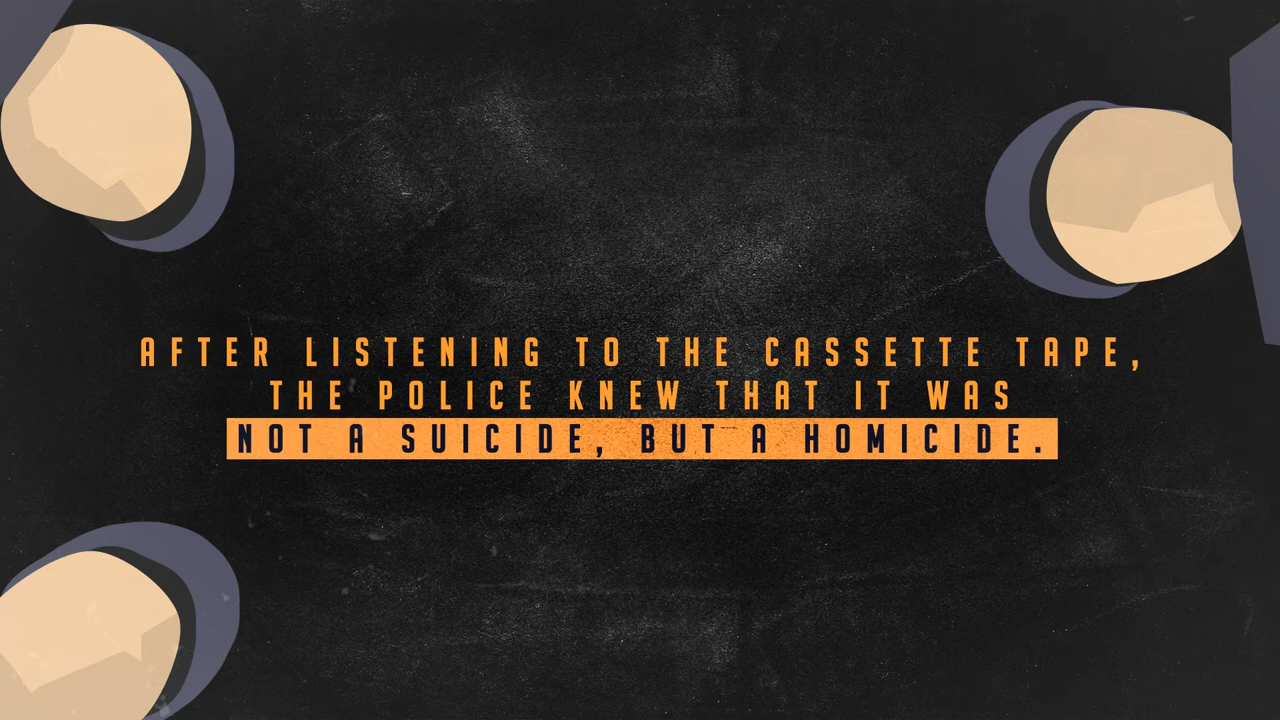 AFTER LISTENING TO THE CASSETTE TAPE,
THE POLICE KNEW THAT IT WAS
NOT A SUICIDE, BUT A HOMICIDE.